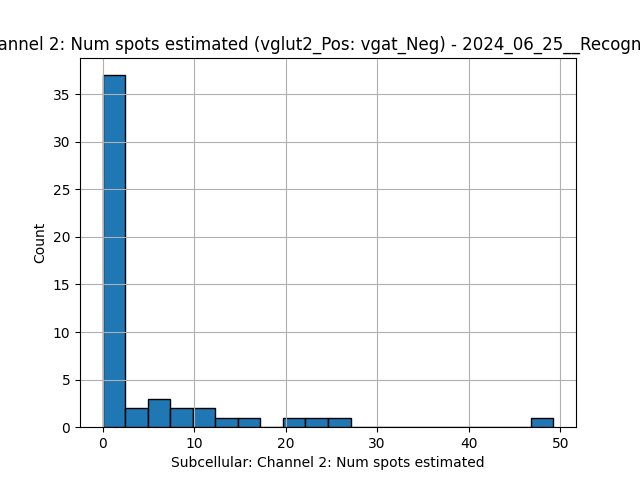 annel 2: Num spots estimated (vglut2_Pos: vgat_Neg) - 2024_06_25__Recogn
35
30
25
20
15
10
5
0
Count
0 10 20 30 40 50
Subcellular: Channel 2: Num spots estimated